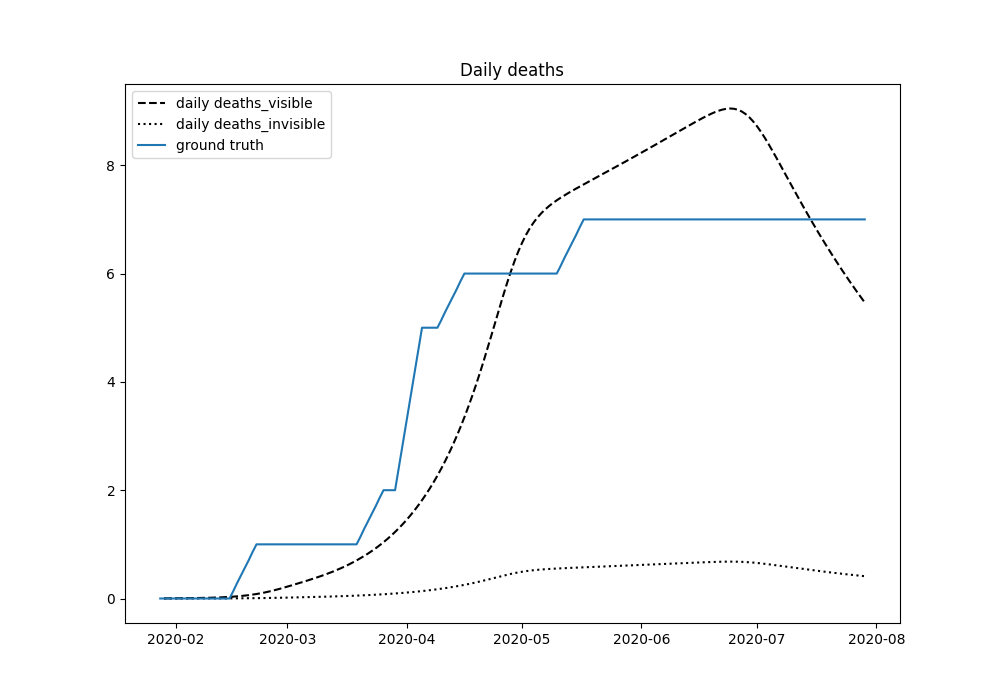 Daily deaths
daily deaths_visible
daily deaths_invisible
ground truth
8
6
4
2
0
2020-02 2020-03 2020-04 2020-05 2020-06 2020-07 2020-08